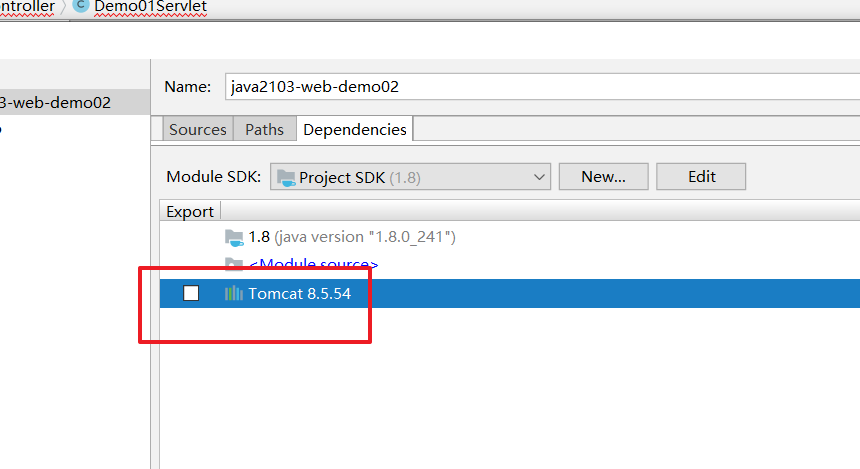 Demo01Servlet
Name: java2103-web-demo02
3-web-demo02
Sources Paths Dependencies
Module SDK: Project SDK (1.8) New... Edit
Export
1.8 (java version "1.8.0_241")
<Module source>
Tomcat 8.5.54